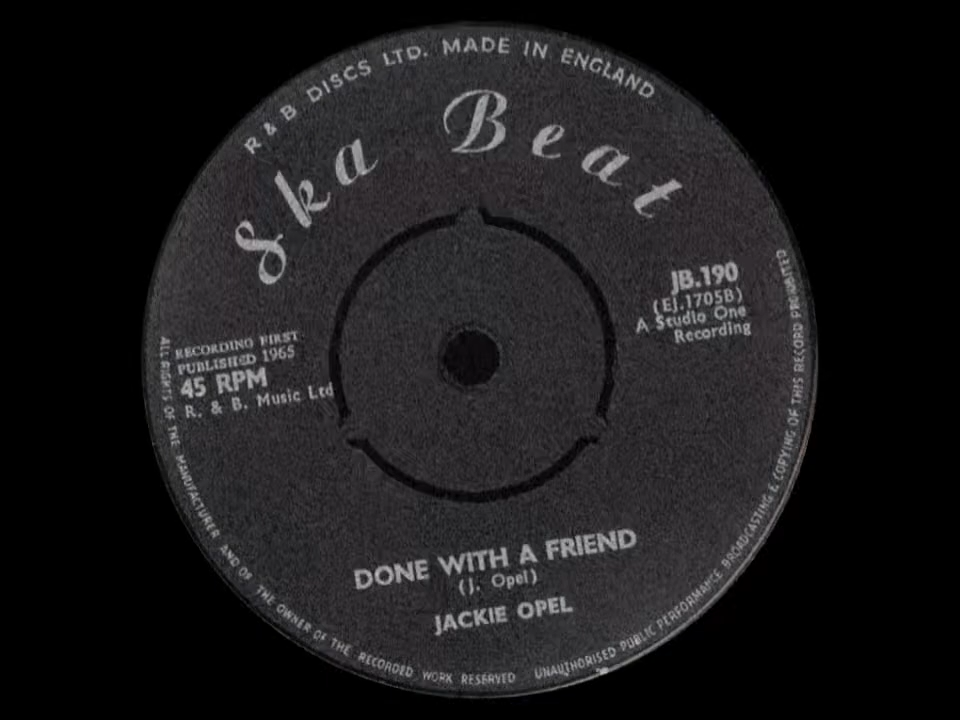 R & B DISCS LTD. MADE IN ENGLAND
Ska Beat
JB.190
(EJ.1705B)
A Studio One
Recording
RECORDING FIRST
PUBLISHED 1965
45 RPM
R. & B. Music Ltd
DONE WITH A FRIEND
(J. Opel)
JACKIE OPEL
ALL RIGHTS OF THE MANUFACTURER AND OF THE OWNER OF THE RECORDED WORK RESERVED UNAUTHORISED PUBLIC PERFORMANCE BROADCASTING & COPYING OF THIS RECORD PROHIBITED